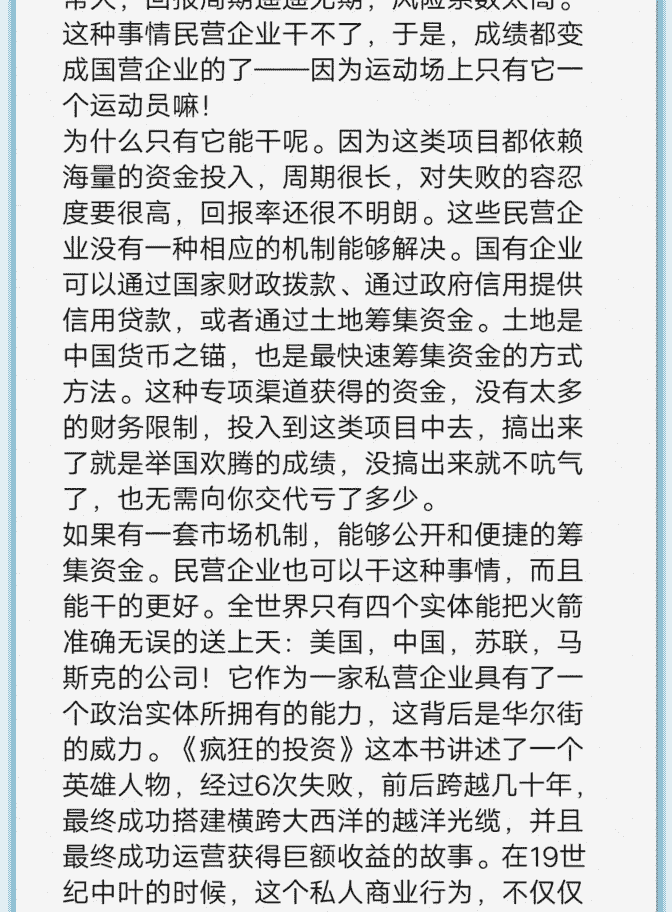 常大，回报周期遥遥无期，风险系数太高。
这种事情民营企业干不了，于是，成绩都变
成国营企业的了——因为运动场上只有它一
个运动员嘛！
为什么只有它能干呢。因为这类项目都依赖
海量的资金投入，周期很长，对失败的容忍
度要很高，回报率还很不明朗。这些民营企
业没有一种相应的机制能够解决。国有企业
可以通过国家财政拨款、通过政府信用提供
信用贷款，或者通过土地筹集资金。土地是
中国货币之锚，也是最快速筹集资金的方式
方法。这种专项渠道获得的资金，没有太多
的财务限制，投入到这类项目中去，搞出来
了就是举国欢腾的成绩，没搞出来就不吭气
了，也无需向你交代亏了多少。
如果有一套市场机制，能够公开和便捷的筹
集资金。民营企业也可以干这种事情，而且
能干的更好。全世界只有四个实体能把火箭
准确无误的送上天：美国，中国，苏联，马
斯克的公司！它作为一家私营企业具有了一
个政治实体所拥有的能力，这背后是华尔街
的威力。《疯狂的投资》这本书讲述了一个
英雄人物，经过6次失败，前后跨越几十年，
最终成功搭建横跨大西洋的越洋光缆，并且
最终成功运营获得巨额收益的故事。在19世
纪中叶的时候，这个私人商业行为，不仅仅